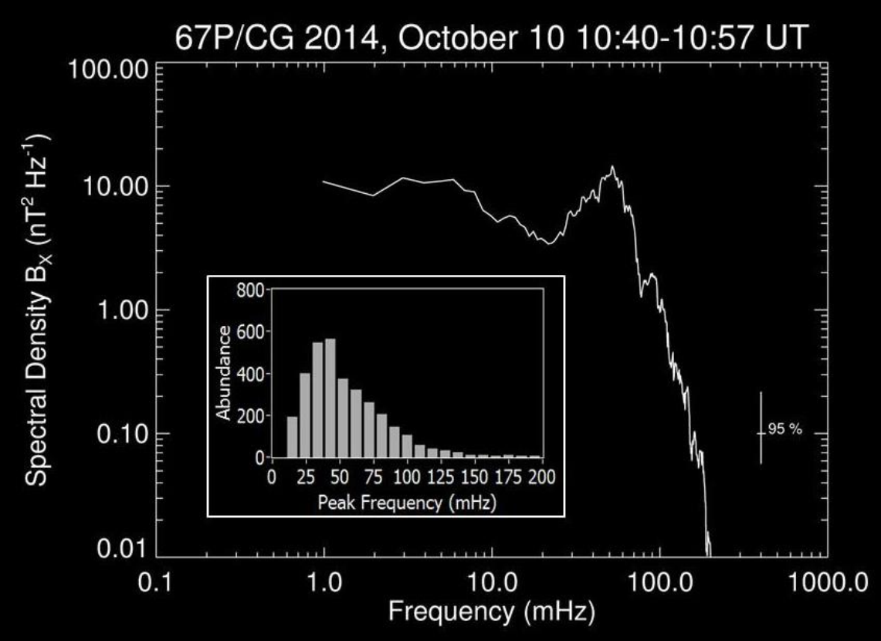 67P/CG 2014, October 10 10:40-10:57 UT
100.00
10.00
1.00
0.10
0.01
Spectral Density Bₓ (nT² Hz⁻¹)
0.1 1.0 10.0 100.0 1000.0
Frequency (mHz)
95 %
800
600
400
200
0
Abundance
0 25 50 75 100 125 150 175 200
Peak Frequency (mHz)